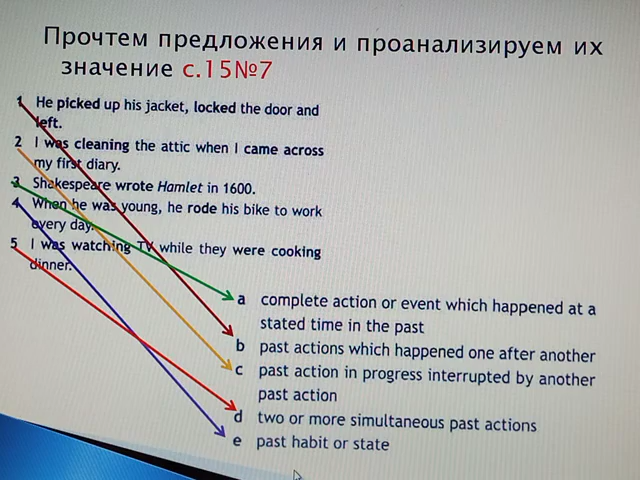 Прочтем предложения и проанализируем их
значение с.15№7
1 He picked up his jacket, locked the door and
left.
2 I was cleaning the attic when I came across
my first diary.
3 Shakespeare wrote Hamlet in 1600.
4 When he was young, he rode his bike to work
every day.
5 I was watching TV while they were cooking
dinner.
a complete action or event which happened at a
stated time in the past
b past actions which happened one after another
c past action in progress interrupted by another
past action
d two or more simultaneous past actions
e past habit or state